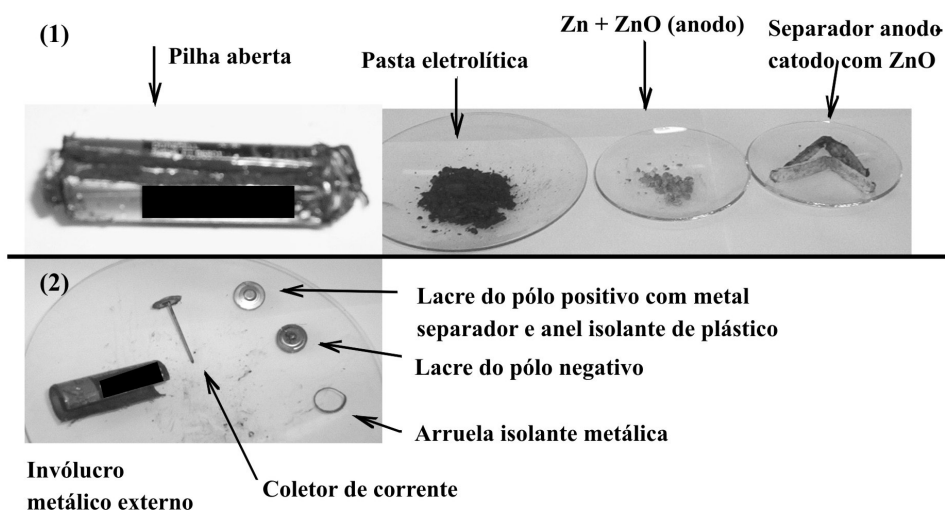 (1)
Pilha aberta
Pasta eletrolítica
Zn + ZnO (anodo)
Separador anodo-
catodo com ZnO
(2)
Lacre do pólo positivo com metal
separador e anel isolante de plástico
Lacre do pólo negativo
Arruela isolante metálica
Coletor de corrente
Invólucro
metálico externo